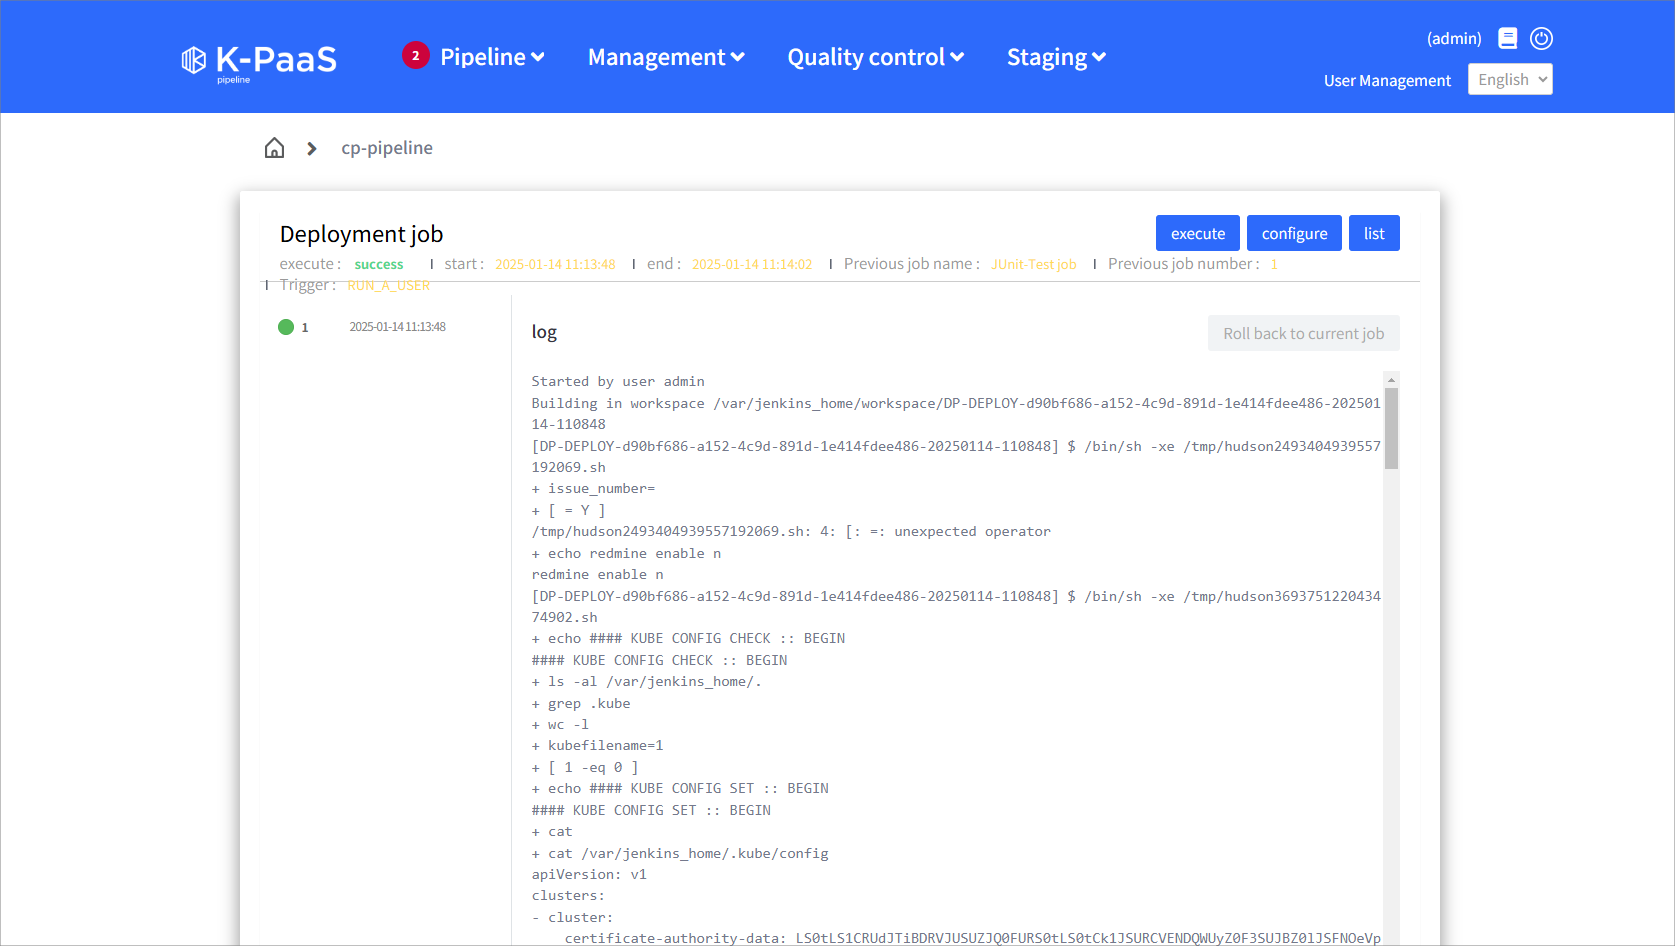 K-PaaS
pipeline
2 Pipeline
Management
Quality control
Staging
(admin)
User Management
English
cp-pipeline
Deployment job
execute
configure
list
execute : success | start : 2025-01-14 11:13:48 | end : 2025-01-14 11:14:02 | Previous job name : JUnit-Test job | Previous job number : 1
| Trigger : RUN_A_USER
1 2025-01-14 11:13:48
log
Roll back to current job
Started by user admin
Building in workspace /var/jenkins_home/workspace/DP-DEPLOY-d90bf686-a152-4c9d-891d-1e414fdee486-202501
14-110848
[DP-DEPLOY-d90bf686-a152-4c9d-891d-1e414fdee486-20250114-110848] $ /bin/sh -xe /tmp/hudson2493404939557
192069.sh
+ issue_number=
+ [ = Y ]
/tmp/hudson2493404939557192069.sh: 4: [: =: unexpected operator
+ echo redmine enable n
redmine enable n
[DP-DEPLOY-d90bf686-a152-4c9d-891d-1e414fdee486-20250114-110848] $ /bin/sh -xe /tmp/hudson3693751220434
74902.sh
+ echo #### KUBE CONFIG CHECK :: BEGIN
#### KUBE CONFIG CHECK :: BEGIN
+ ls -al /var/jenkins_home/.
+ grep .kube
+ wc -l
+ kubefilename=1
+ [ 1 -eq 0 ]
+ echo #### KUBE CONFIG SET :: BEGIN
#### KUBE CONFIG SET :: BEGIN
+ cat
+ cat /var/jenkins_home/.kube/config
apiVersion: v1
clusters:
- cluster:
certificate-authority-data: LS0tLS1CRUdJTiBDRVJUSUZJQ0FURS0tLS0tCk1JSURCVENDQWUyZ0F3SUJBZ0lJSFNOeVp